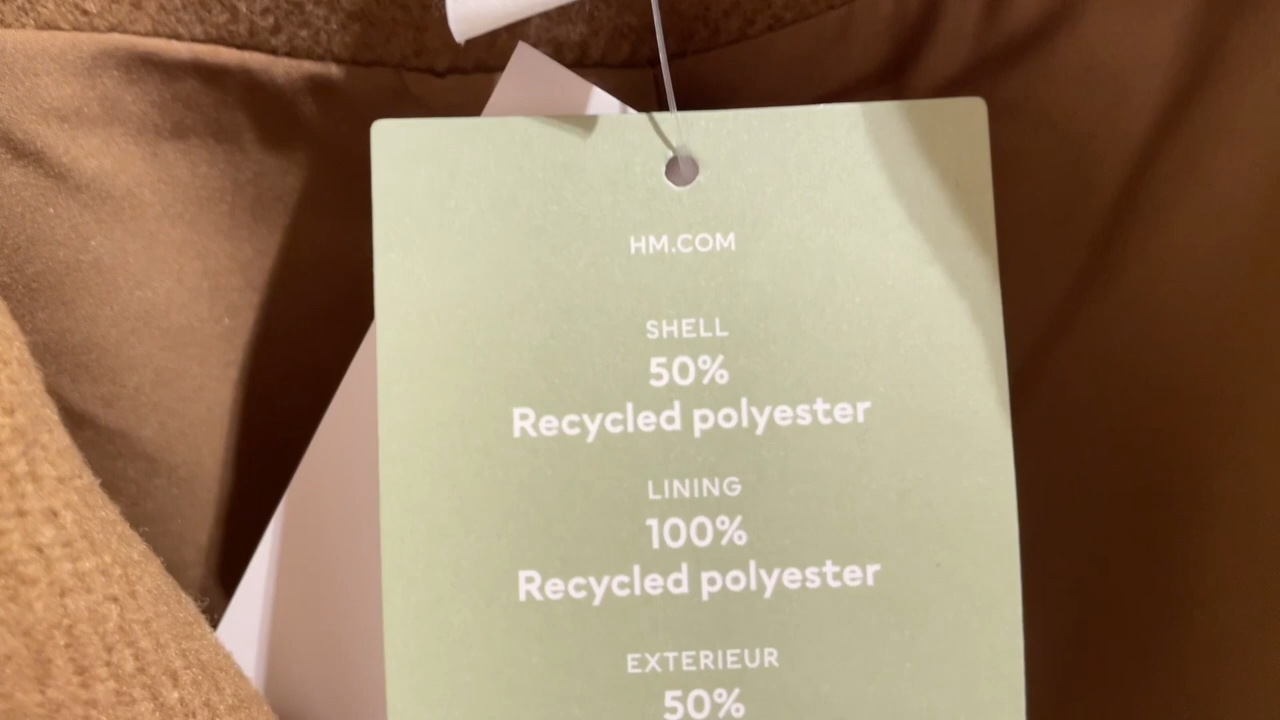 HM.COM
SHELL
50%
Recycled polyester
LINING
100%
Recycled polyester
EXTERIEUR
50%